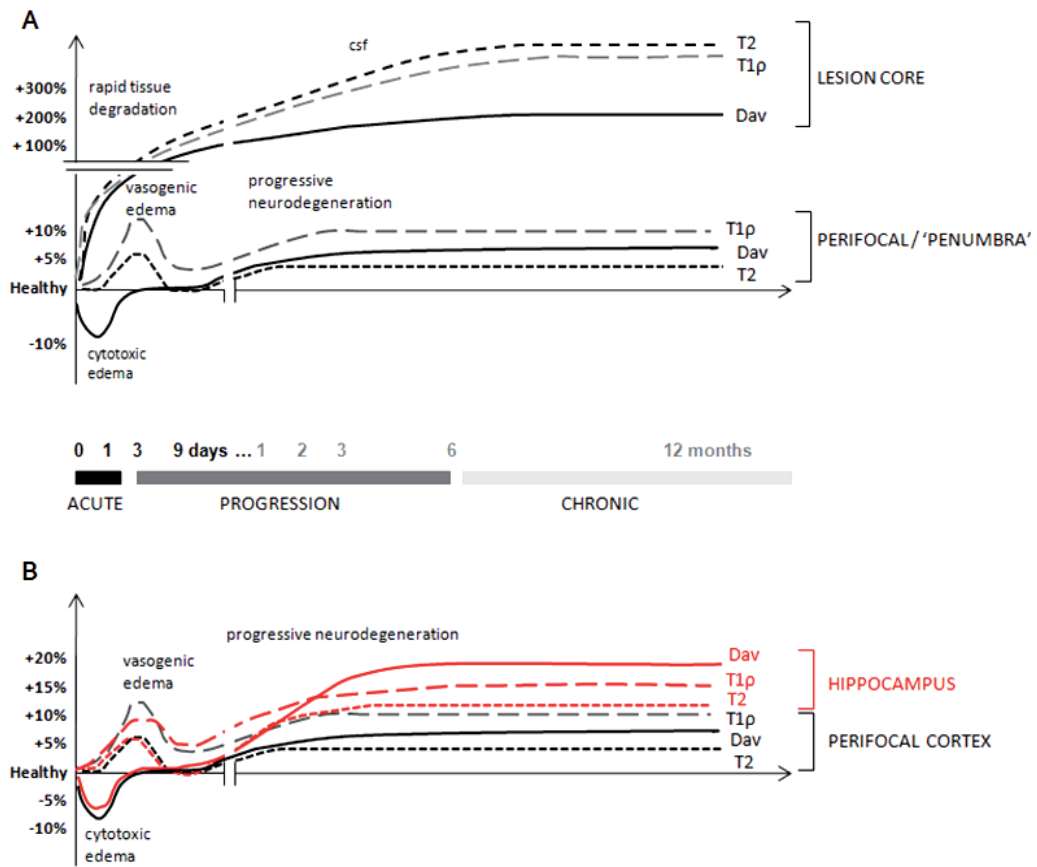 A
csf
T2
T1ρ
LESION CORE
+300%
rapid tissue
degradation
+200%
Dav
+ 100%
vasogenic
edema
progressive
neurodegeneration
+10%
T1ρ
PERIFOCAL/ ‘PENUMBRA’
+5%
Dav
T2
Healthy
-10%
cytotoxic
edema
0 1 3 9 days ... 1 2 3 6 12 months
ACUTE PROGRESSION CHRONIC
B
progressive neurodegeneration
+20%
vasogenic
edema
Dav
+15%
T1ρ
HIPPOCAMPUS
T2
+10%
T1ρ
+5%
Dav
PERIFOCAL CORTEX
T2
Healthy
-5%
-10%
cytotoxic
edema